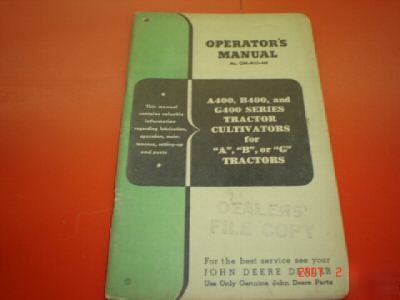 OPERATOR'S
MANUAL
This manual
contains valuable
information
regarding lubrication,
operation, main-
tenance, setting-up
and parts
A400, B400, and
G400 SERIES
TRACTOR
CULTIVATORS
for
"A", "B", or "G"
TRACTORS
DEALERS'
FILE COPY
For the best service see your
JOHN DEERE DEALER
Use Only Genuine John Deere Parts